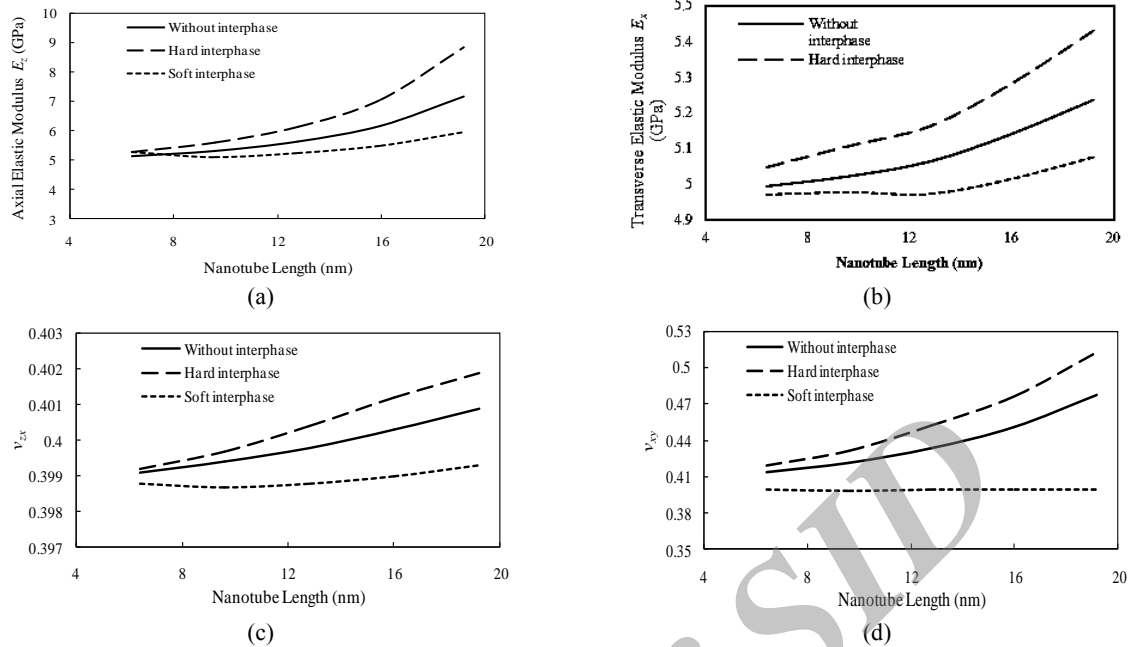 10
9
8
7
6
5
4
3
4
8
12
16
20
Axial Elastic Modulus Ez (GPa)
Without interphase
Hard interphase
Soft interphase
Nanotube Length (nm)
(a)
5.5
5.4
5.3
5.2
5.1
5
4.9
4
8
12
16
20
Transverse Elastic Modulus Ex
((GPa)
Without
interphase
Hard interphase
Nanotube Length (nm)
(b)
0.403
0.402
0.401
0.4
0.399
0.398
0.397
4
8
12
16
20
νzx
Without interphase
Hard interphase
Soft interphase
Nanotube Length (nm)
(c)
0.53
0.5
0.47
0.44
0.41
0.38
0.35
4
8
12
16
20
νxy
Without interphase
Hard interphase
Soft interphase
Nanotube Length (nm)
(d)
SID